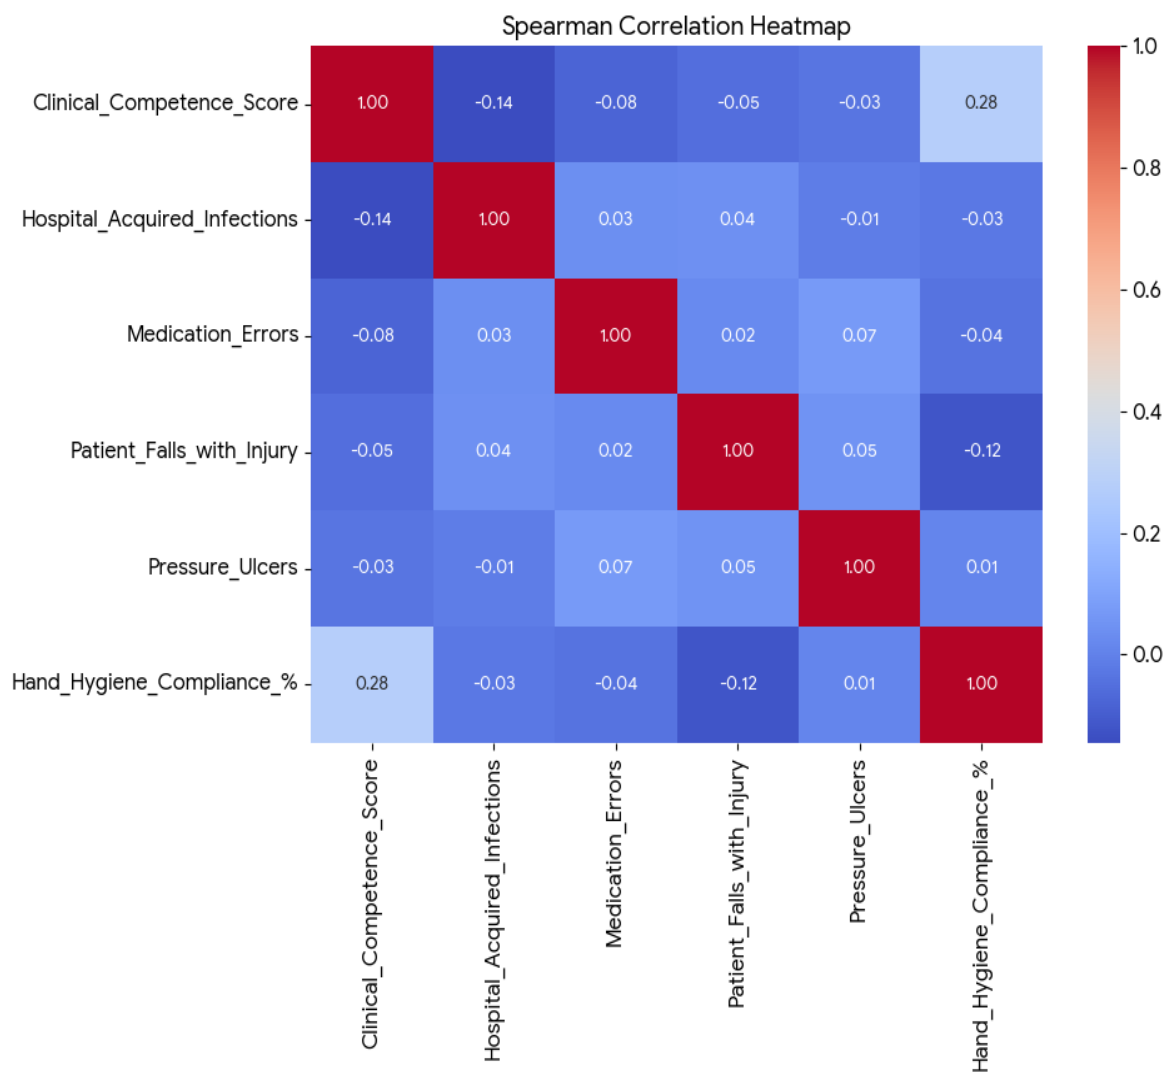 Spearman Correlation Heatmap
Clinical_Competence_Score 1.00 -0.14 -0.08 -0.05 -0.03 0.28
Hospital_Acquired_Infections -0.14 1.00 0.03 0.04 -0.01 -0.03
Medication_Errors -0.08 0.03 1.00 0.02 0.07 -0.04
Patient_Falls_with_Injury -0.05 0.04 0.02 1.00 0.05 -0.12
Pressure_Ulcers -0.03 -0.01 0.07 0.05 1.00 0.01
Hand_Hygiene_Compliance_% 0.28 -0.03 -0.04 -0.12 0.01 1.00
Clinical_Competence_Score
Hospital_Acquired_Infections
Medication_Errors
Patient_Falls_with_Injury
Pressure_Ulcers
Hand_Hygiene_Compliance_%
1.0
0.8
0.6
0.4
0.2
0.0